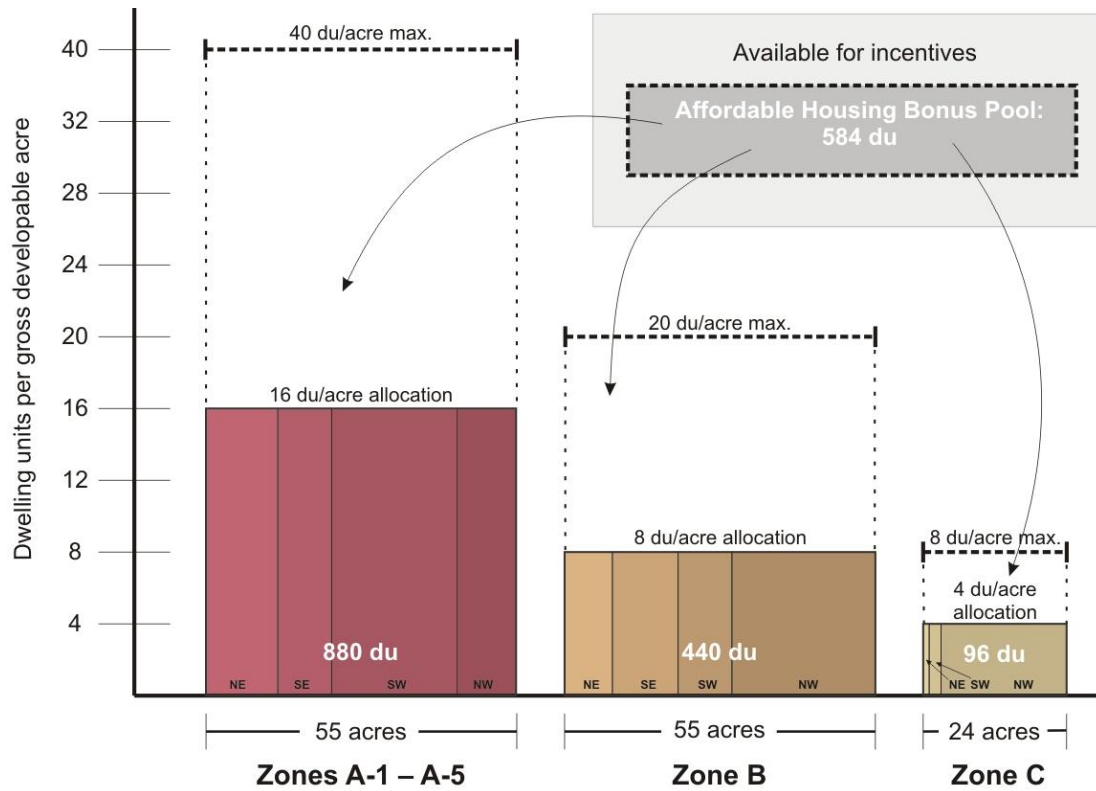 40 du/acre max.
Available for incentives
Affordable Housing Bonus Pool:
584 du
Dwelling units per gross developable acre
40
32
28
24
20
16
12
8
4
20 du/acre max.
16 du/acre allocation
8 du/acre allocation
8 du/acre max.
4 du/acre
allocation
880 du
440 du
96 du
NE SE SW NW
NE SE SW NW
NE SW NW
55 acres
55 acres
24 acres
Zones A-1 – A-5
Zone B
Zone C